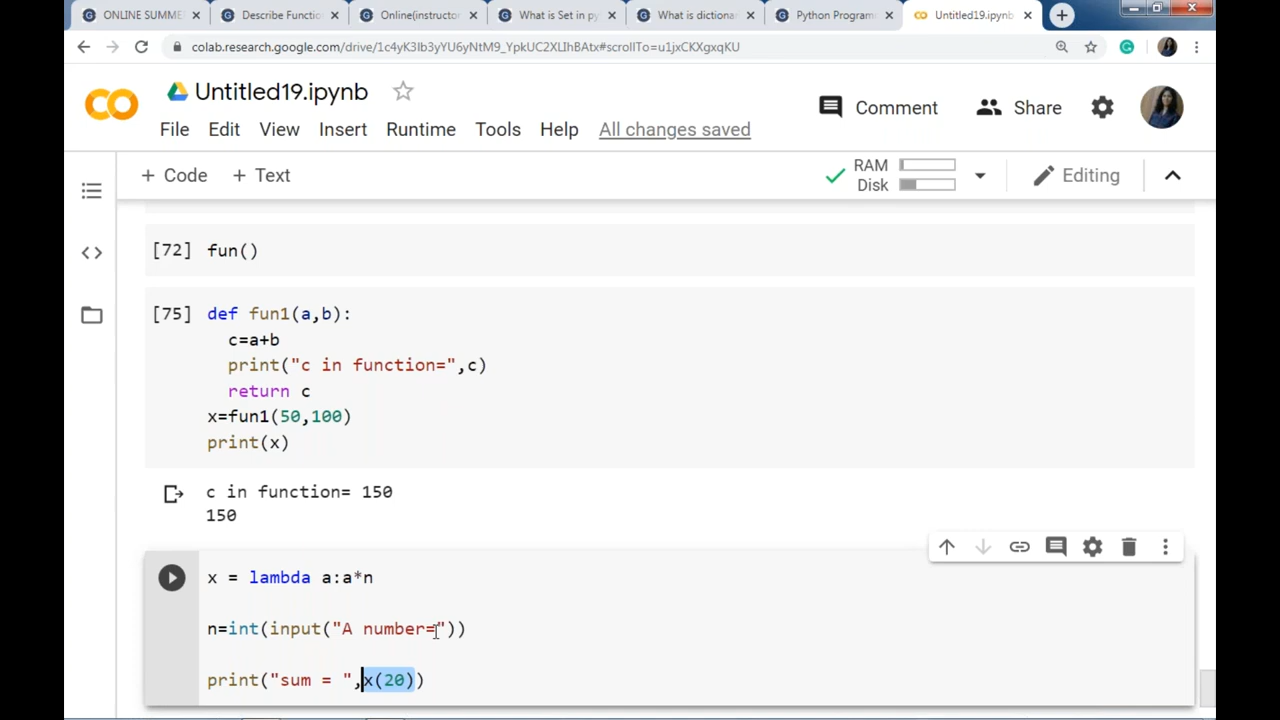 ONLINE SUMME
Describe Functio
Online(instructor
What is Set in py
What is dictionar
Python Program
Untitled19.ipynb
colab.research.google.com/drive/1c4yK3Ib3yYU6yNtM9_YpkUC2XLIhBAtx#scrollTo=u1jxCKXgxqKU
Untitled19.ipynb
Comment
Share
File Edit View Insert Runtime Tools Help All changes saved
+ Code + Text
RAM
Disk
Editing
[72] fun()
[75] def fun1(a,b):
c=a+b
print("c in function=",c)
return c
x=fun1(50,100)
print(x)
c in function= 150
150
x = lambda a:a*n
n=int(input("A number="))
print("sum = ",x(20))